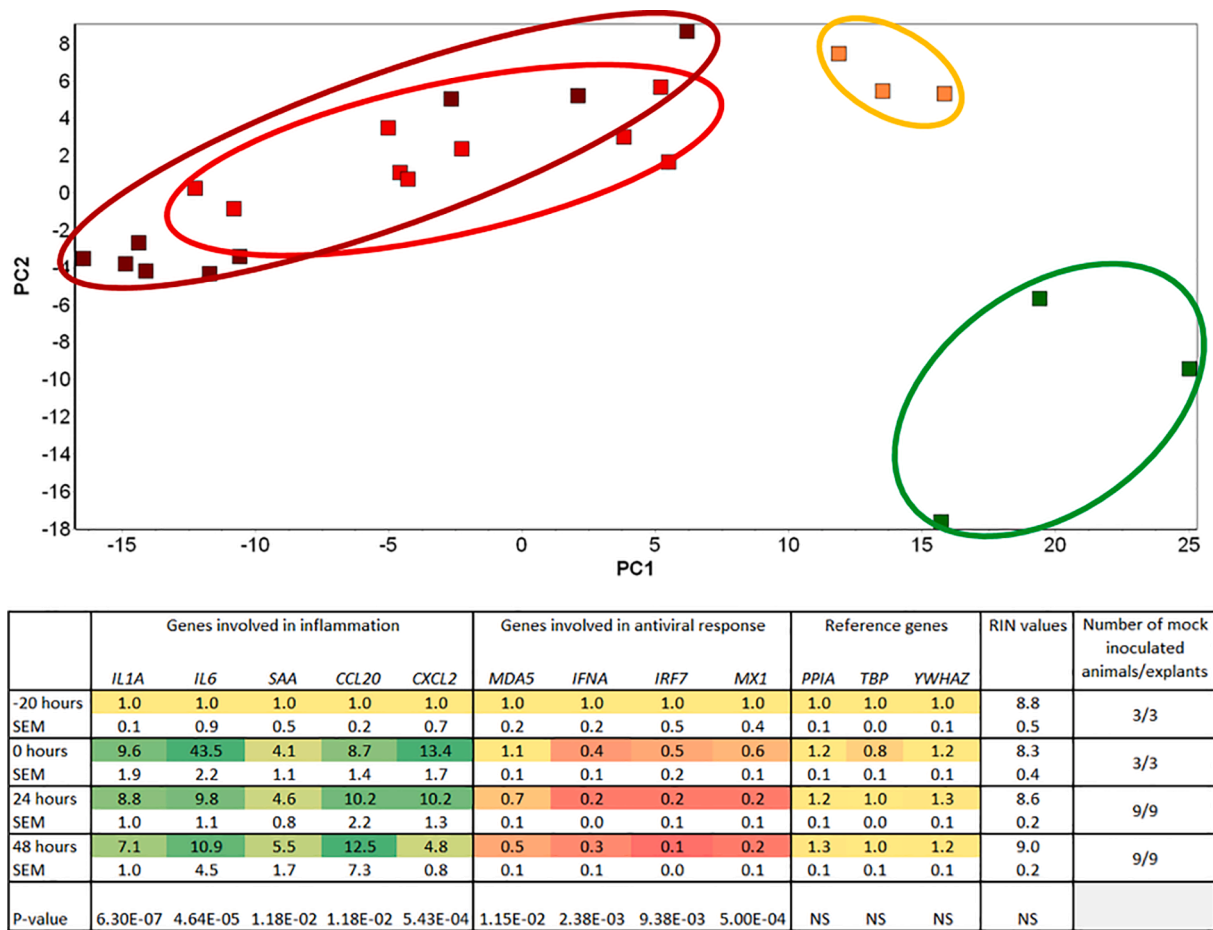 8
6
4
2
0
-2
-4
-6
-8
-10
-12
-14
-16
-18
PC2
-15 -10 -5 0 5 10 15 20 25
PC1
Genes involved in inflammation Genes involved in antiviral response Reference genes RIN values Number of mock
inoculated
animals/explants
IL1A IL6 SAA CCL20 CXCL2 MDA5 IFNA IRF7 MX1 PPIA TBP YWHAZ
-20 hours 1.0 1.0 1.0 1.0 1.0 1.0 1.0 1.0 1.0 1.0 1.0 1.0 8.8 3/3
SEM 0.1 0.9 0.5 0.2 0.7 0.2 0.2 0.5 0.4 0.1 0.0 0.1 0.5
0 hours 9.6 43.5 4.1 8.7 13.4 1.1 0.4 0.5 0.6 1.2 0.8 1.2 8.3 3/3
SEM 1.9 2.2 1.1 1.4 1.7 0.1 0.1 0.2 0.1 0.1 0.1 0.1 0.4
24 hours 8.8 9.8 4.6 10.2 10.2 0.7 0.2 0.2 0.2 1.2 1.0 1.3 8.6 9/9
SEM 1.0 1.1 0.8 2.2 1.3 0.1 0.0 0.1 0.1 0.1 0.0 0.1 0.2
48 hours 7.1 10.9 5.5 12.5 4.8 0.5 0.3 0.1 0.2 1.3 1.0 1.2 9.0 9/9
SEM 1.0 4.5 1.7 7.3 0.8 0.1 0.1 0.0 0.1 0.1 0.1 0.1 0.2
P-value 6.30E-07 4.64E-05 1.18E-02 1.18E-02 5.43E-04 1.15E-02 2.38E-03 9.38E-03 5.00E-04 NS NS NS NS